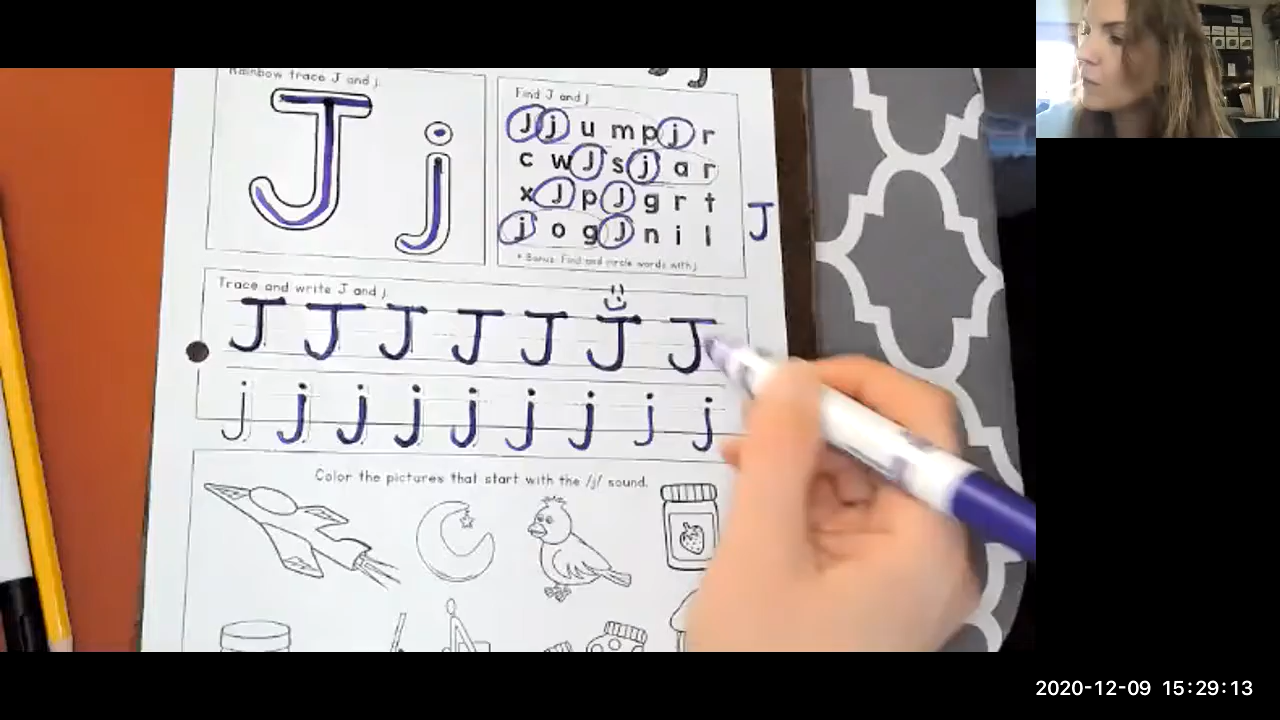 Rainbow trace J and j.
J j
Find J and j
J j u m p j r
c w J s j a r
x J p J g r t
j o g J n i l
* Bonus: Find and circle words with j
J
Trace and write J and j
J J J J J J J
j j j j j j j j j
Color the pictures that start with the /j/ sound.
2020-12-09 15:29:13